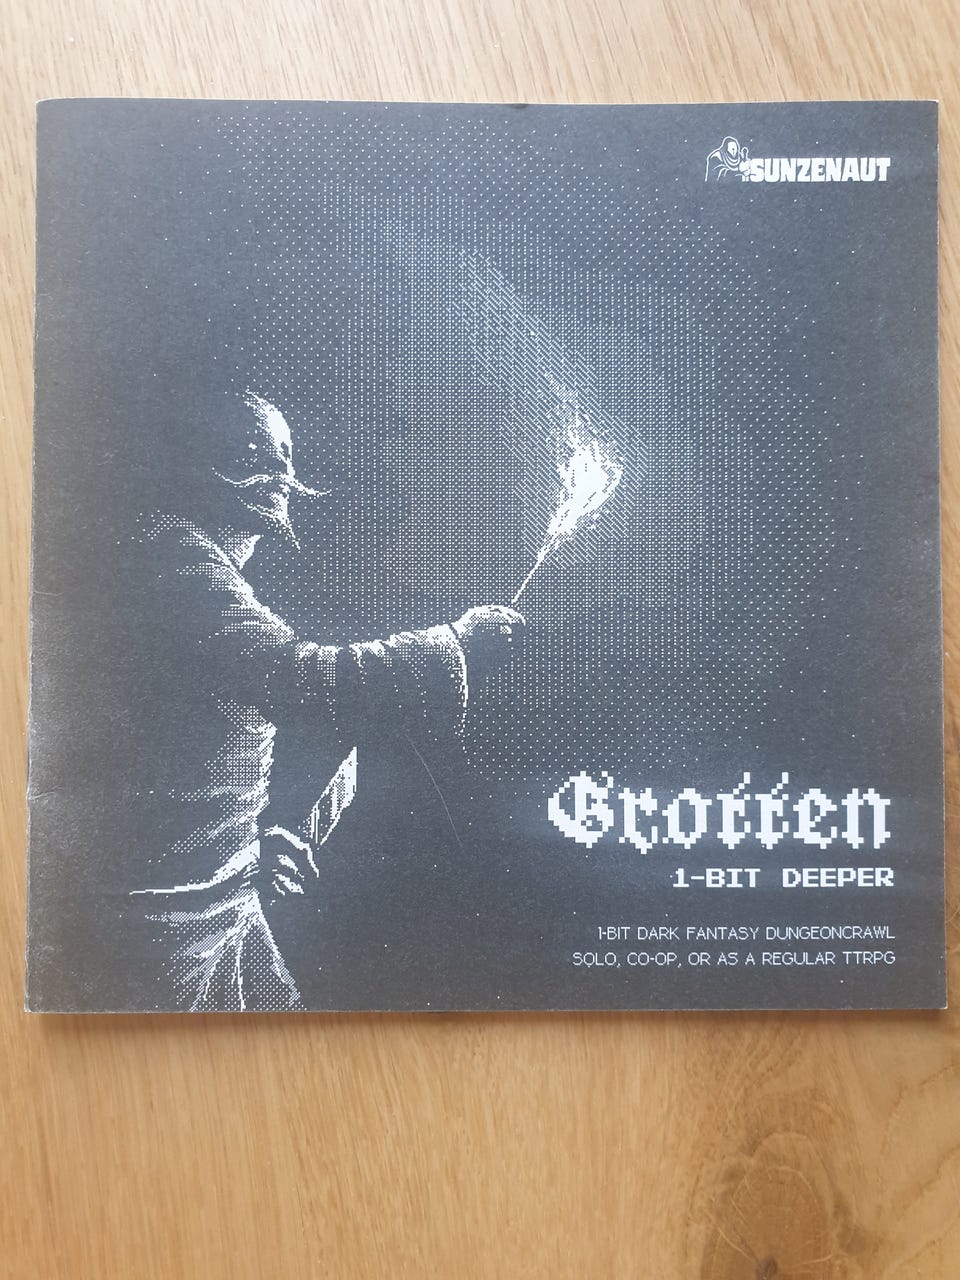 SUNZENAUT
Grotten
1-BIT DEEPER
1-BIT DARK FANTASY DUNGEONCRAWL
SOLO, CO-OP, OR AS A REGULAR TTRPG